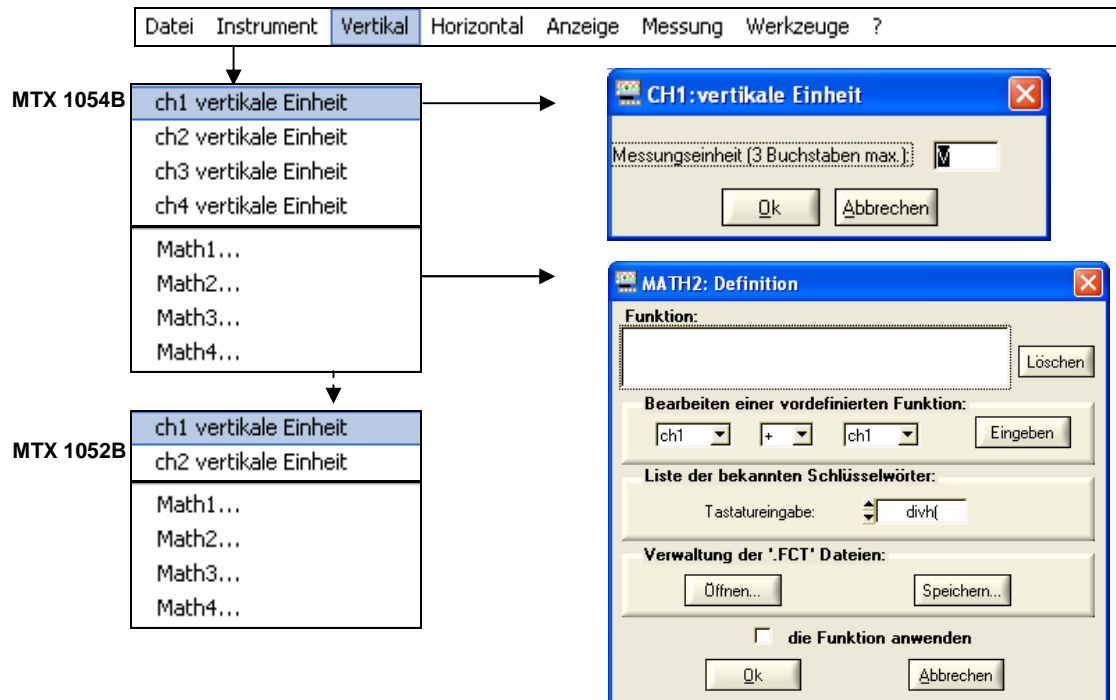 Datei Instrument Vertikal Horizontal Anzeige Messung Werkzeuge ?
MTX 1054B
ch1 vertikale Einheit
ch2 vertikale Einheit
ch3 vertikale Einheit
ch4 vertikale Einheit
Math1...
Math2...
Math3...
Math4...
MTX 1052B
ch1 vertikale Einheit
ch2 vertikale Einheit
Math1...
Math2...
Math3...
Math4...
CH1:vertikale Einheit
Messungseinheit (3 Buchstaben max.): V
Ok Abbrechen
MATH2: Definition
Funktion:
Löschen
Bearbeiten einer vordefinierten Funktion:
ch1 + ch1 Eingeben
Liste der bekannten Schlüsselwörter:
Tastatureingabe: divh(
Verwaltung der '.FCT' Dateien:
Öffnen... Speichern...
die Funktion anwenden
Ok Abbrechen